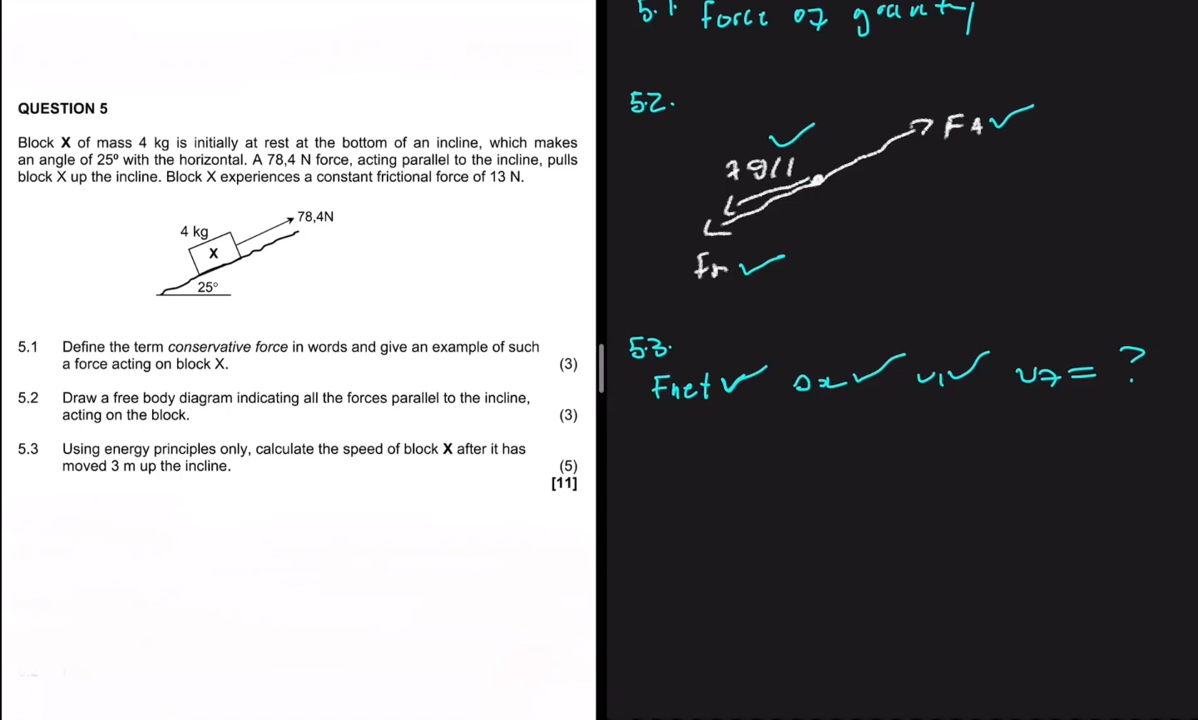 QUESTION 5
Block X of mass 4 kg is initially at rest at the bottom of an incline, which makes
an angle of 25º with the horizontal. A 78,4 N force, acting parallel to the incline, pulls
block X up the incline. Block X experiences a constant frictional force of 13 N.
78,4N
4 kg
X
25°
5.1 Define the term conservative force in words and give an example of such
a force acting on block X. (3)
5.2 Draw a free body diagram indicating all the forces parallel to the incline,
acting on the block. (3)
5.3 Using energy principles only, calculate the speed of block X after it has
moved 3 m up the incline. (5)
[11]
5.1. force of gravity
5.2.
FA
Fr
5.3.
Fnet